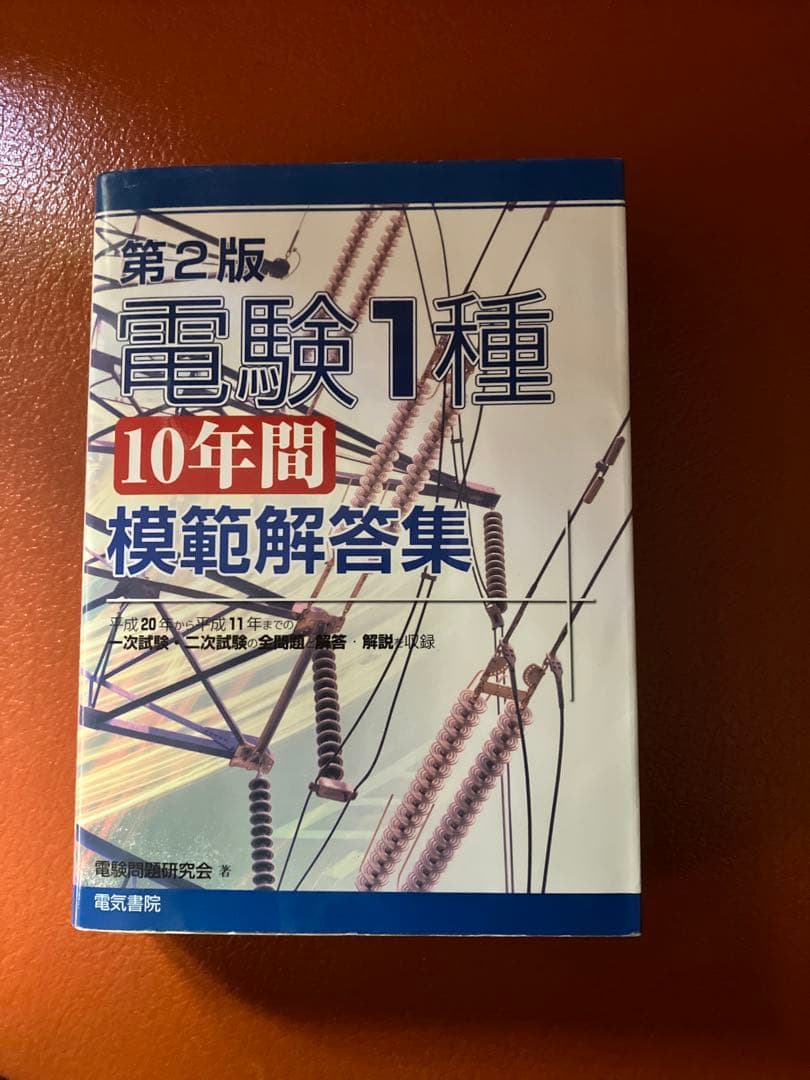 第2版
電験1種
10年間
模範解答集
平成20年から平成11年までの
一次試験・二次試験の全問題と解答・解説を収録
電験問題研究会 著
電気書院